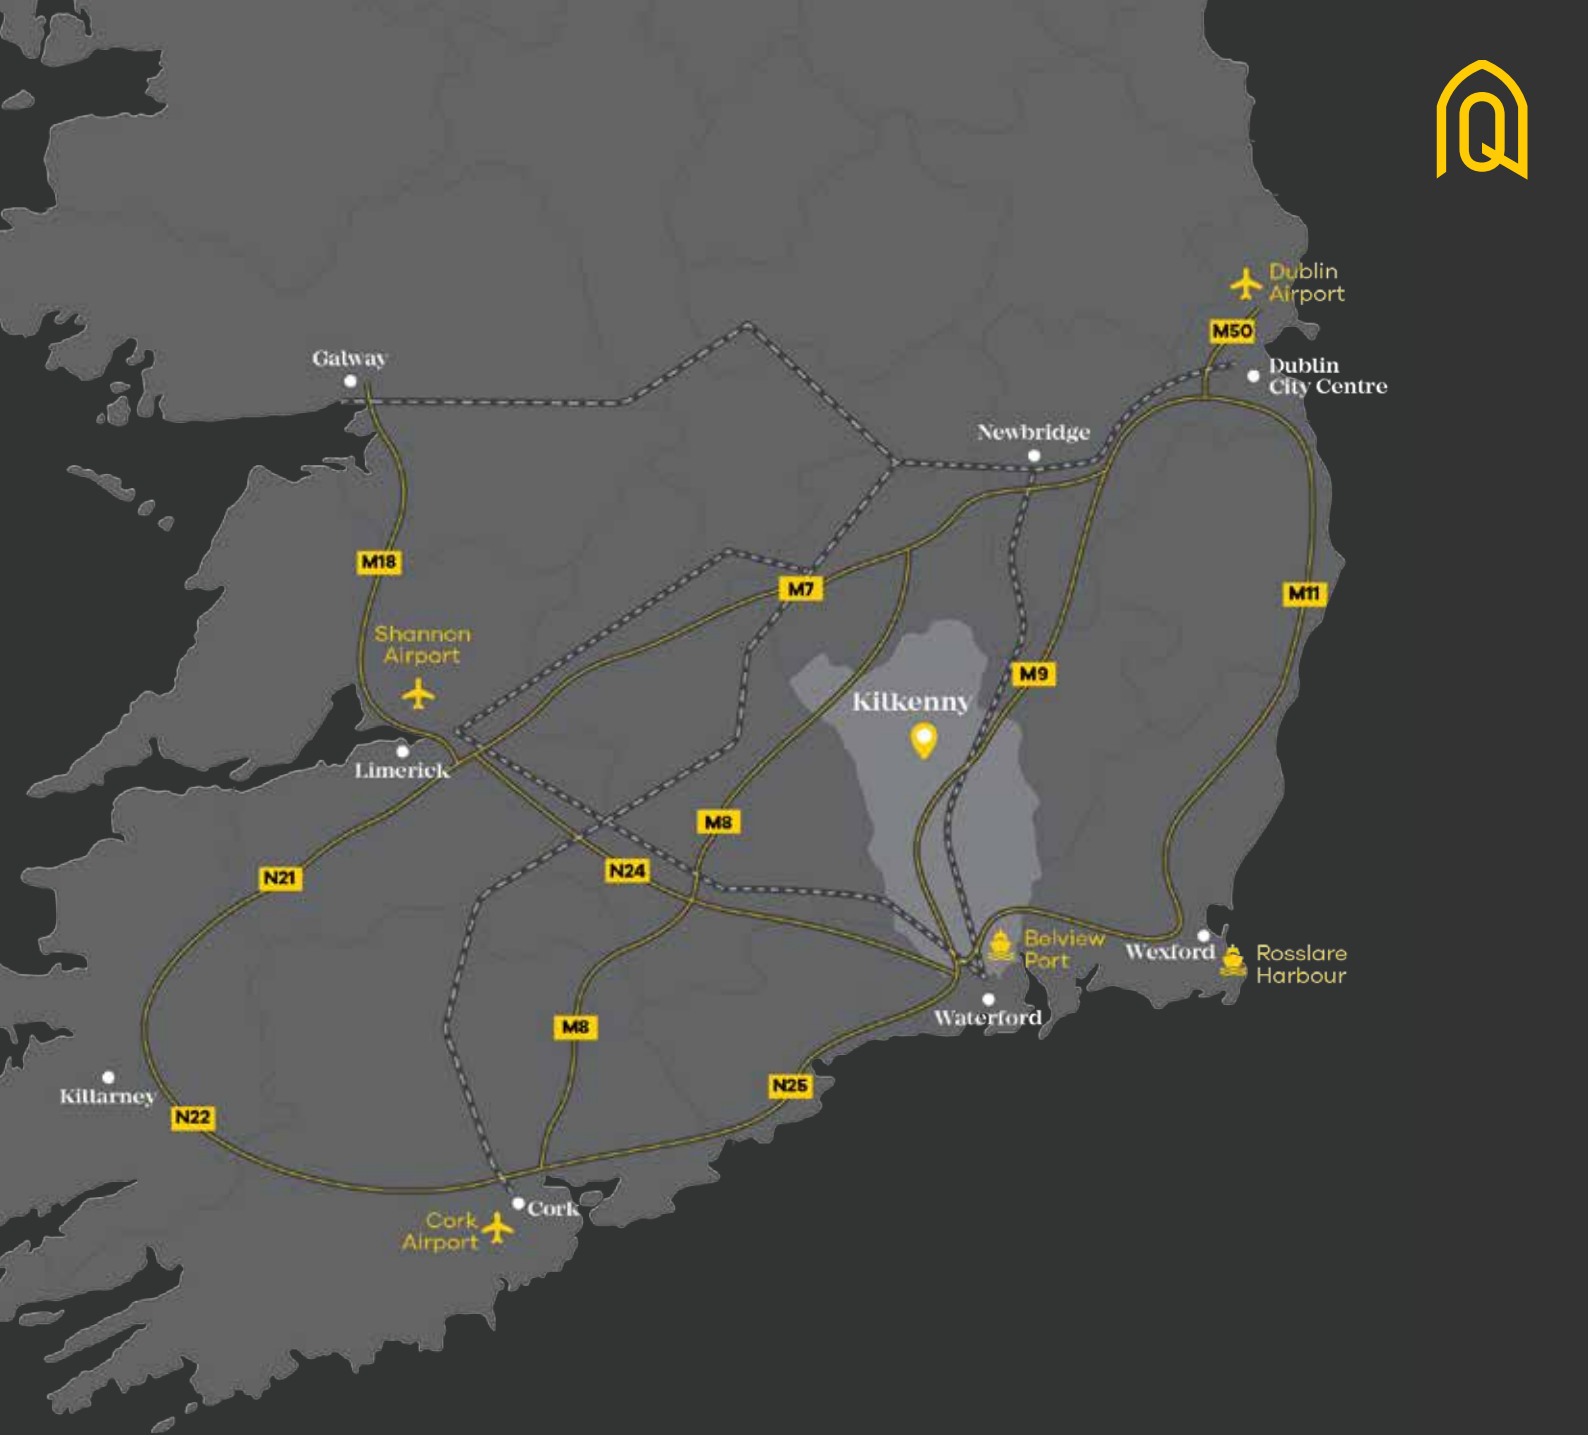 Dublin
Airport
M50
Galway
Dublin
City Centre
Newbridge
M18
M7
M11
Shannon
Airport
M9
Kilkenny
Limerick
M8
N21
N24
Belview
Port
Wexford
Rosslare
Harbour
Waterford
M8
N25
Killarney
N22
Cork
Cork
Airport